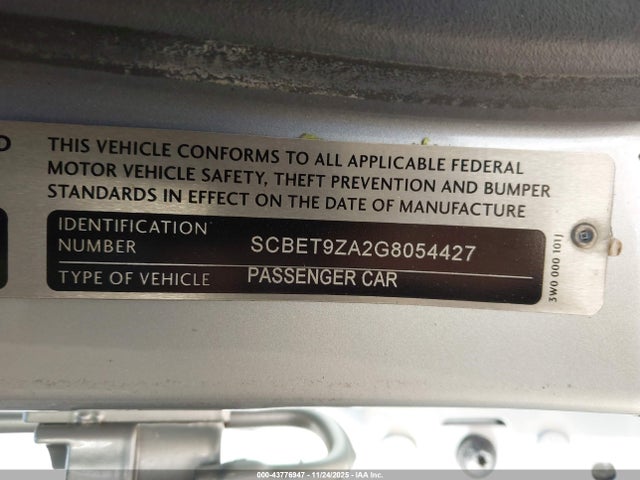 D
THIS VEHICLE CONFORMS TO ALL APPLICABLE FEDERAL
MOTOR VEHICLE SAFETY, THEFT PREVENTION AND BUMPER
STANDARDS IN EFFECT ON THE DATE OF MANUFACTURE
IDENTIFICATION
NUMBER SCBET9ZA2G8054427
TYPE OF VEHICLE PASSENGER CAR
3W0 000 101J
000-43776947 - 11/24/2025 - IAA Inc.